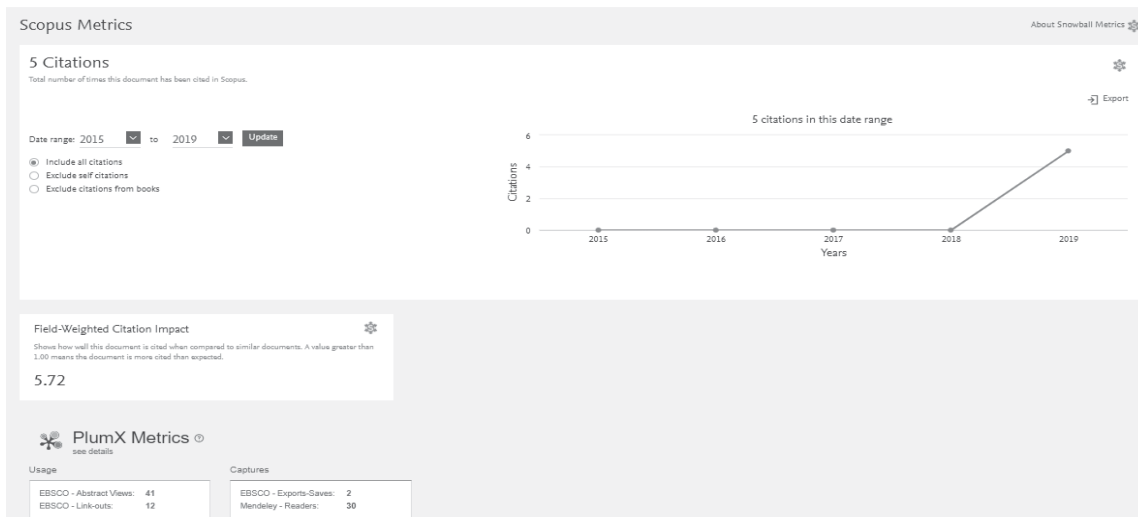 Scopus Metrics
About Snowball Metrics
5 Citations
Total number of times this document has been cited in Scopus.
Export
5 citations in this date range
Date range: 2015 to 2019 Update
Include all citations
Exclude self citations
Exclude citations from books
Citations
6
4
2
0
2015 2016 2017 2018 2019
Years
Field-Weighted Citation Impact
Shows how well this document is cited when compared to similar documents. A value greater than
1.00 means the document is more cited than expected.
5.72
PlumX Metrics
see details
Usage
EBSCO - Abstract Views: 41
EBSCO - Link-outs: 12
Captures
EBSCO - Exports-Saves: 2
Mendeley - Readers: 30